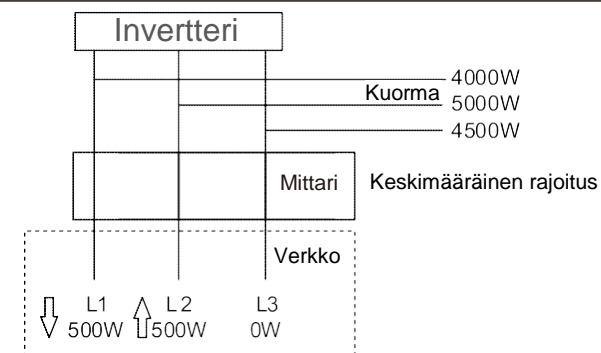 Invertteri
4000W
Kuorma
5000W
4500W
Mittari
Keskimääräinen rajoitus
Verkko
L1 L2 L3
500W 500W 0W